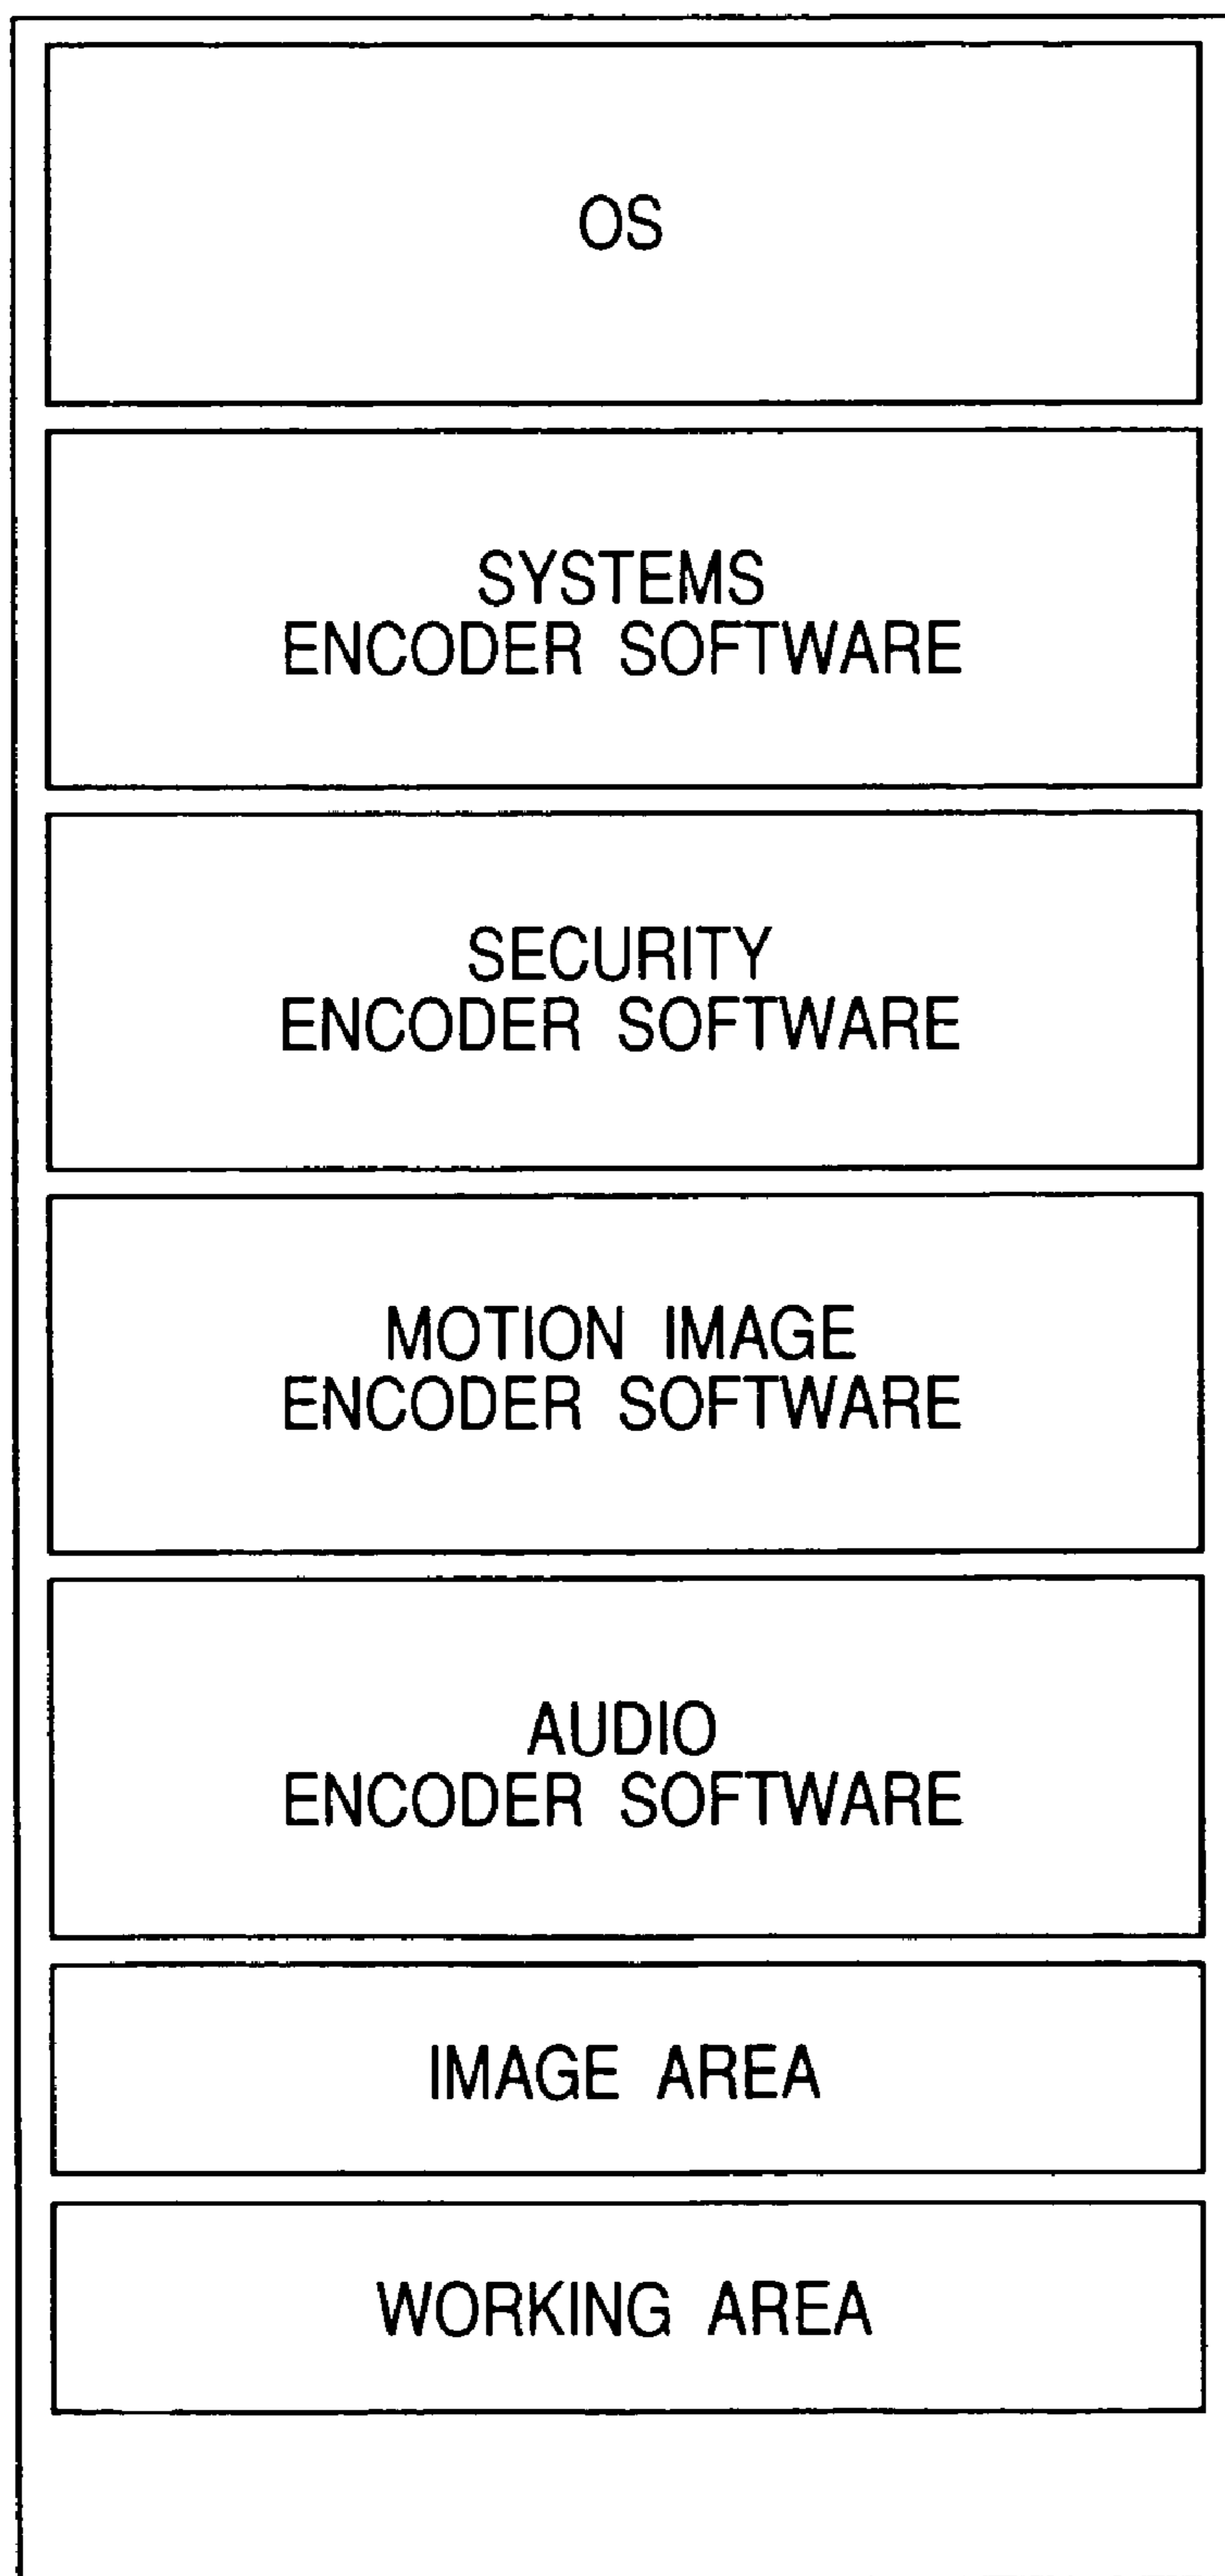 OS
SYSTEMS
ENCODER SOFTWARE
SECURITY
ENCODER SOFTWARE
MOTION IMAGE
ENCODER SOFTWARE
AUDIO
ENCODER SOFTWARE
IMAGE AREA
WORKING AREA